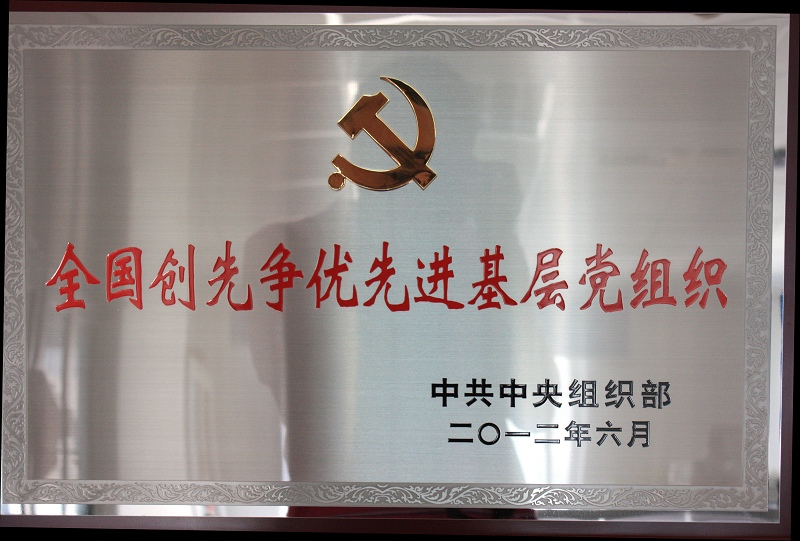 全国创先争优先进基层党组织
中共中央组织部
二〇一二年六月